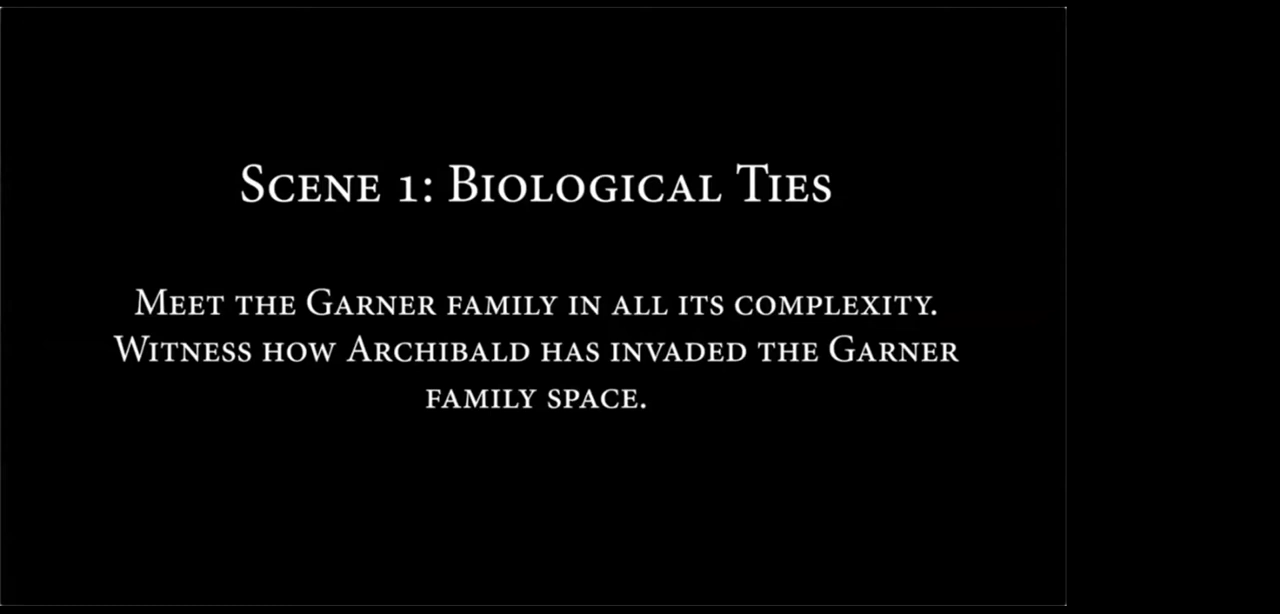 Scene 1: Biological Ties
Meet the Garner family in all its complexity.
Witness how Archibald has invaded the Garner
family space.